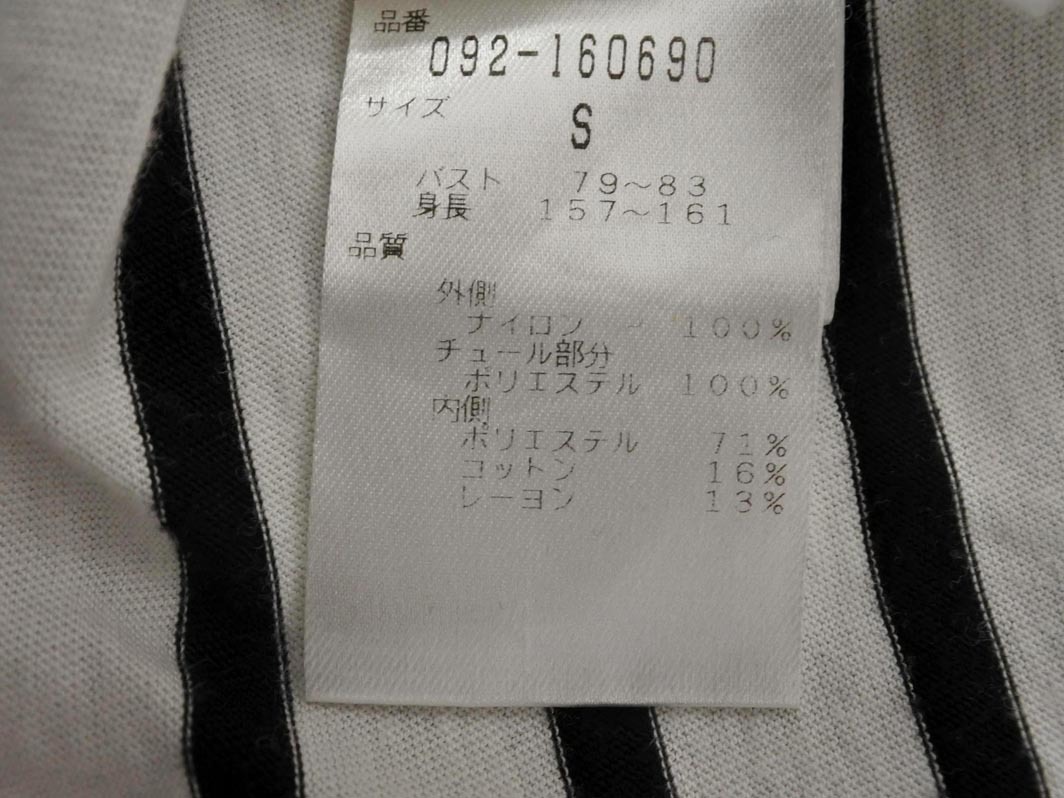 品番
092-160690
サイズ
S
バスト 79～83
身長 157～161
品質
外側
ナイロン 100%
チュール部分
ポリエステル 100%
内側
ポリエステル 71%
コットン 16%
レーヨン 13%